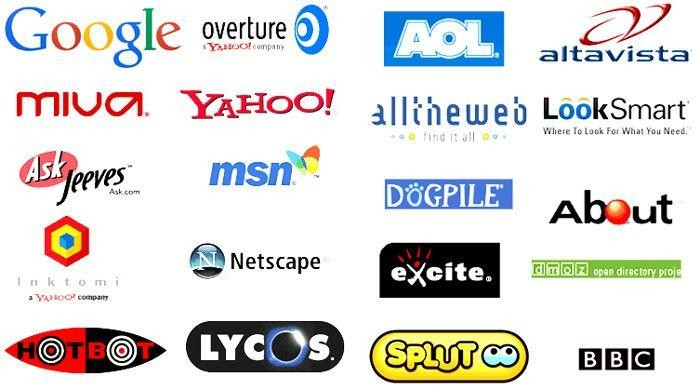 Google
overture
a YAHOO! company
AOL
altavista
MIVA
YAHOO!
alltheweb
find it all
LookSmart
Where To Look For What You Need.
Ask
Jeeves
Ask.com
msn
DOGPILE
About
Inktomi
a YAHOO! company
N
Netscape
excite
dmoz open directory proje
HOTBOT
LYCOS
SPLUT
BBC